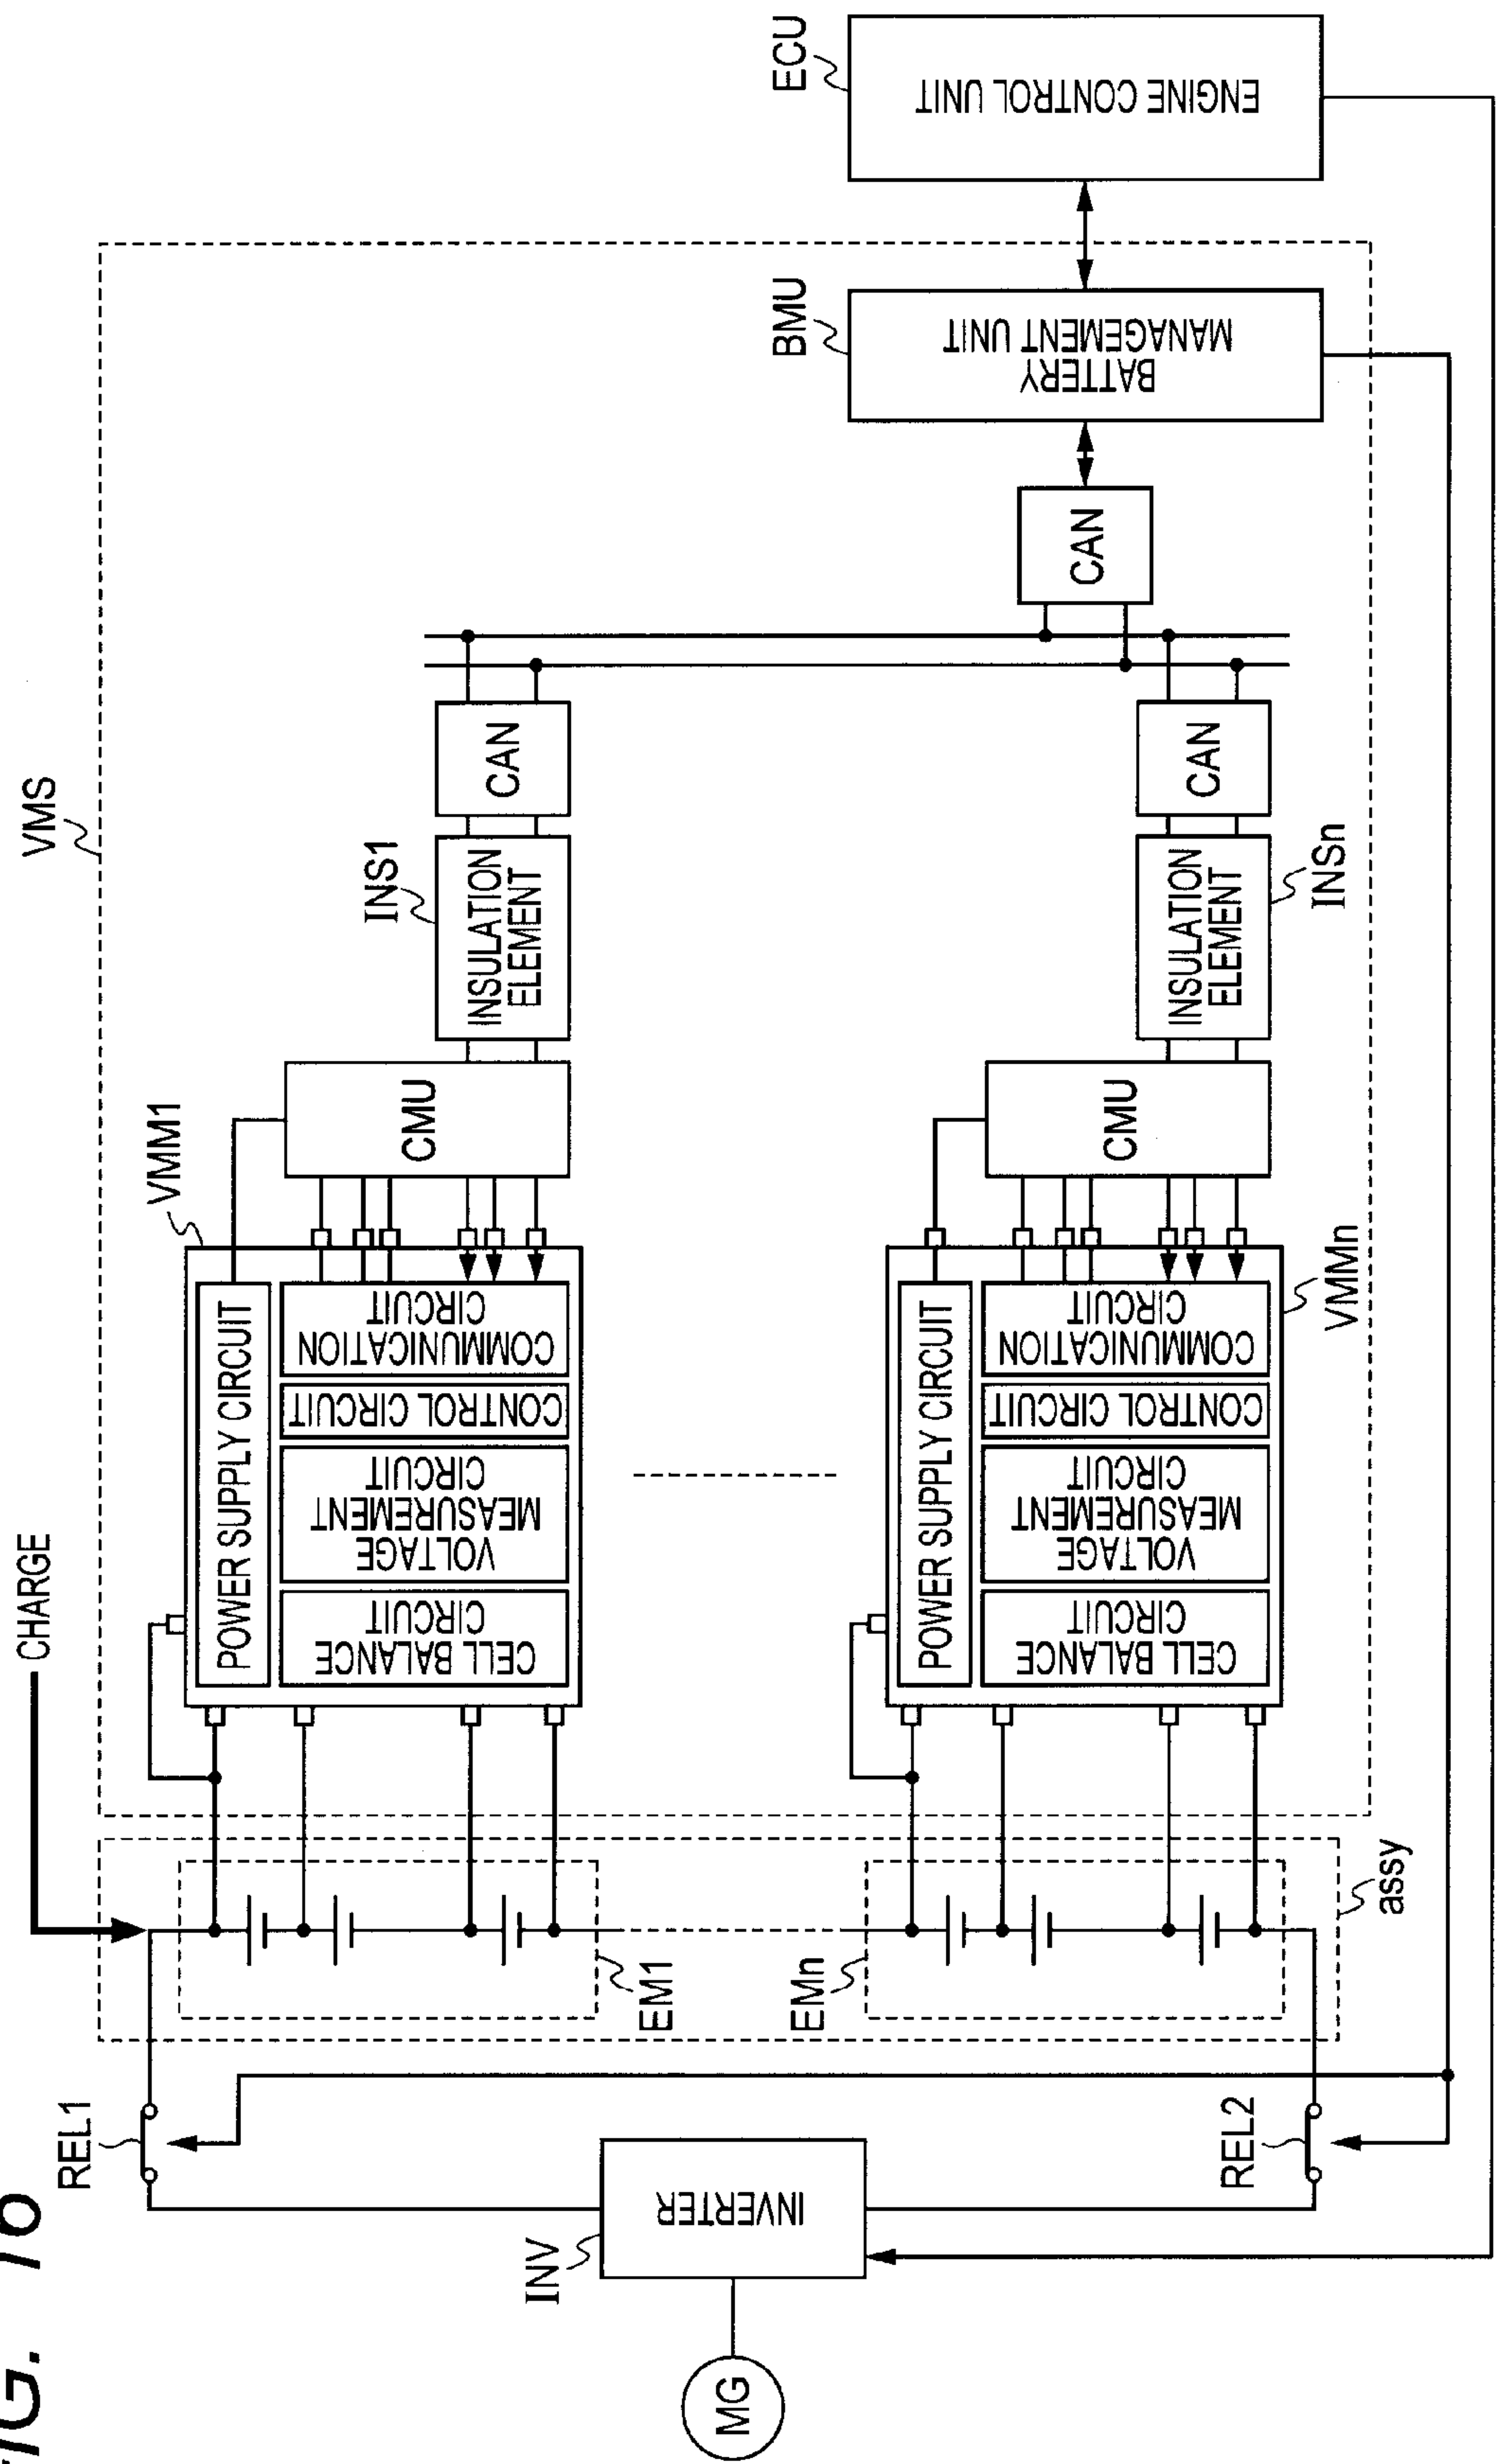 FIG. 16
CHARGE
VMS
REL1
VMM1
POWER SUPPLY CIRCUIT
CELL BALANCE
CIRCUIT
VOLTAGE
MEASUREMENT
CIRCUIT
CONTROL CIRCUIT
COMMUNICATION
CIRCUIT
CMU
INS1
INSULATION
ELEMENT
CAN
EM1
INV
INVERTER
MG
EMn
POWER SUPPLY CIRCUIT
CELL BALANCE
CIRCUIT
VOLTAGE
MEASUREMENT
CIRCUIT
CONTROL CIRCUIT
COMMUNICATION
CIRCUIT
VMMn
CMU
INSULATION
ELEMENT
INSn
CAN
CAN
BMU
BATTERY
MANAGEMENT UNIT
ECU
ENGINE CONTROL UNIT
REL2
assy